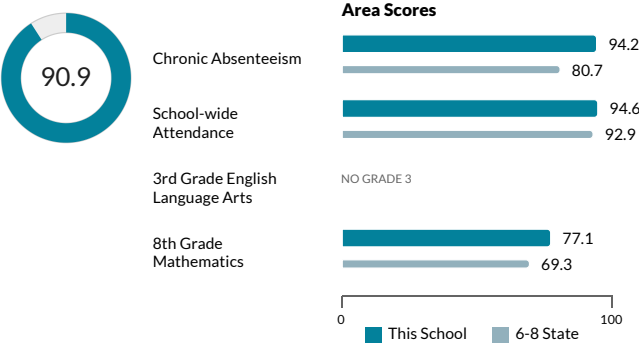 Area Scores
90.9
Chronic Absenteeism
94.2
80.7
School-wide
Attendance
94.6
92.9
3rd Grade English
Language Arts
NO GRADE 3
8th Grade
Mathematics
77.1
69.3
0
100
This School
6-8 State